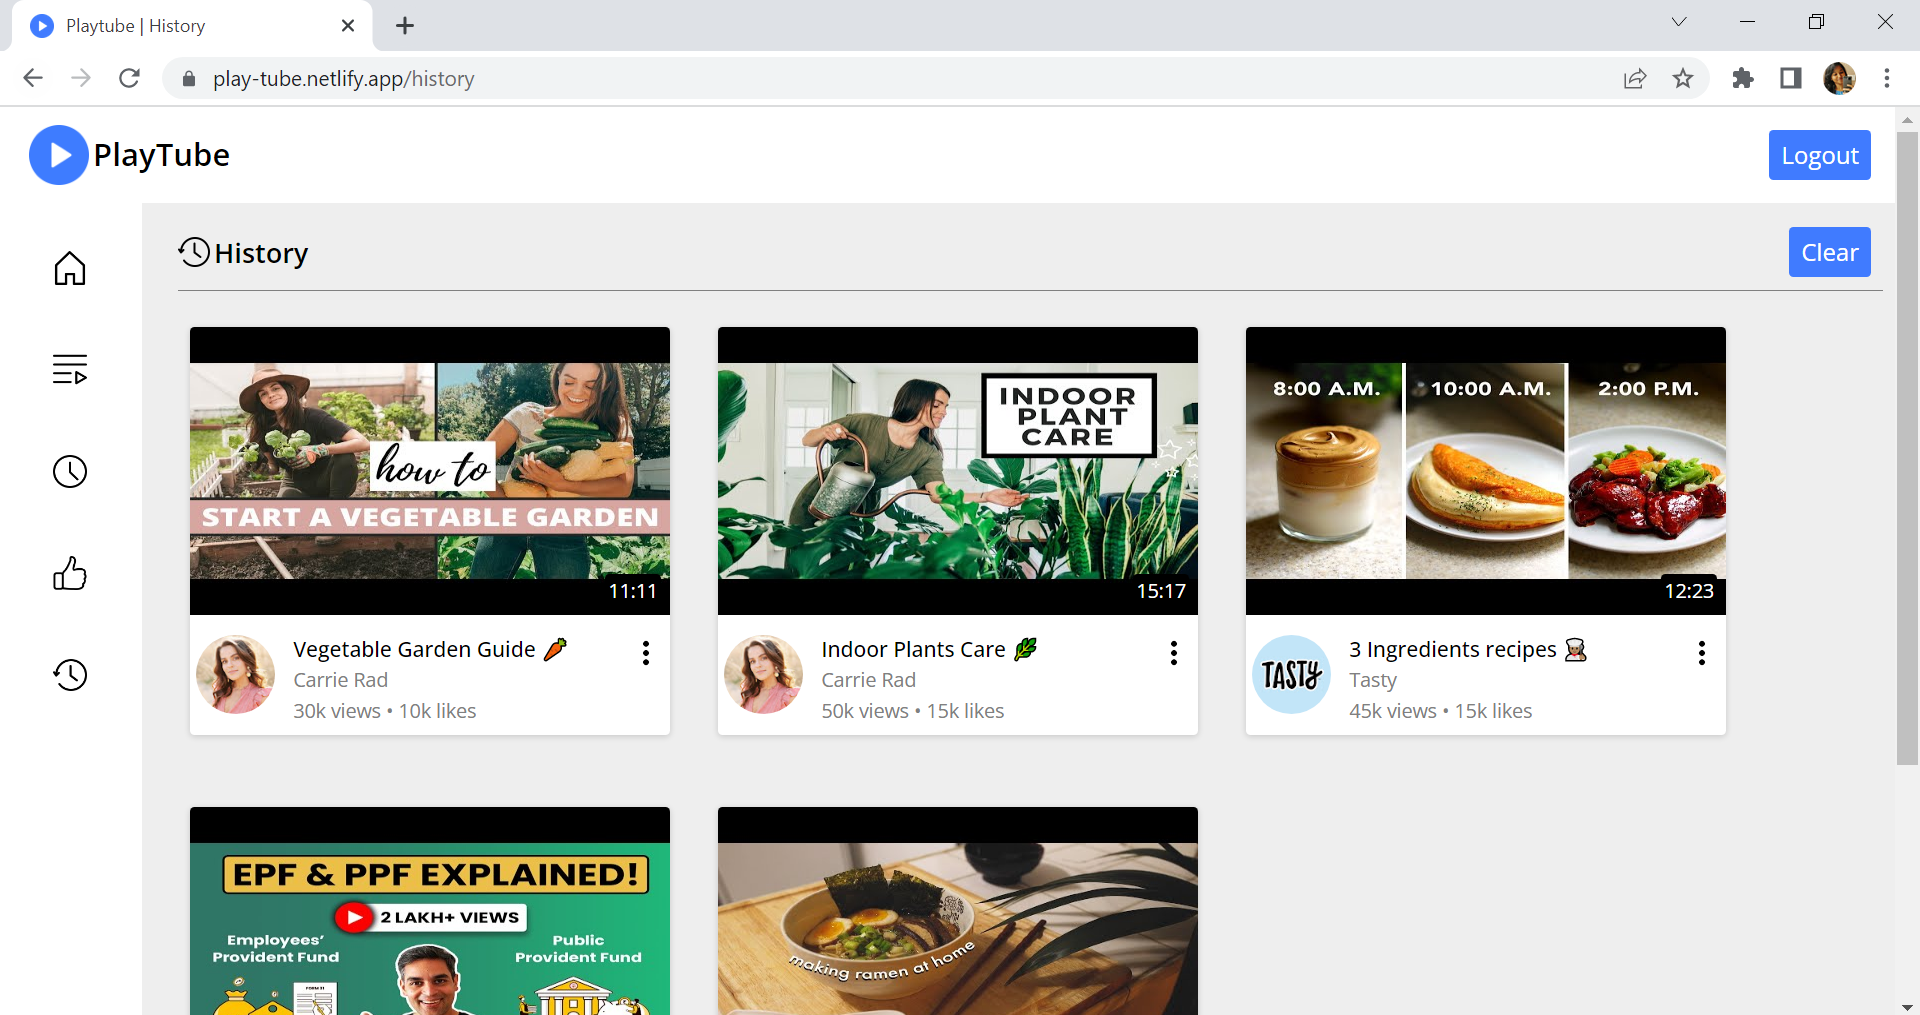 Playtube | History
play-tube.netlify.app/history
PlayTube
Logout
History
Clear
how to
START A VEGETABLE GARDEN
11:11
INDOOR
PLANT
CARE
15:17
8:00 A.M.
10:00 A.M.
2:00 P.M.
12:23
Vegetable Garden Guide 🥕
Carrie Rad
30k views • 10k likes
Indoor Plants Care 🌿
Carrie Rad
50k views • 15k likes
TASTY
3 Ingredients recipes 👩🏽‍🍳
Tasty
45k views • 15k likes
EPF & PPF EXPLAINED!
2 LAKH+ VIEWS
Employees'
Provident Fund
Public
Provident Fund
making ramen at home